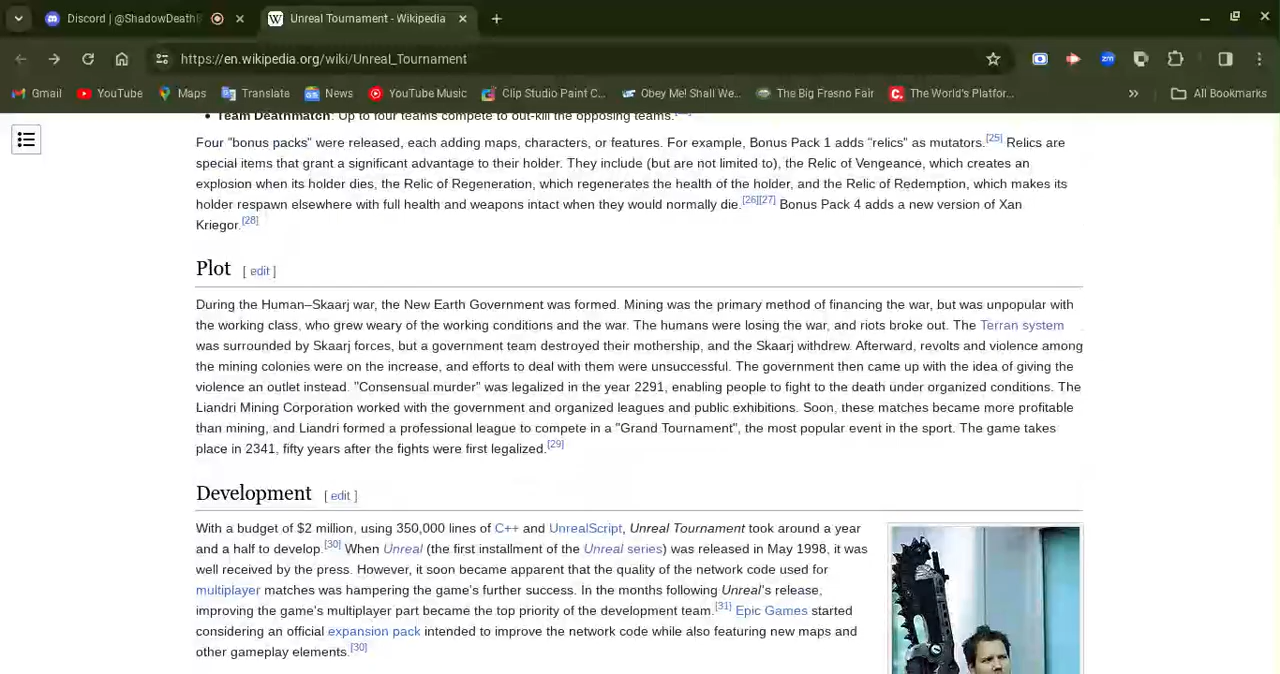 Discord | @ShadowDeath
Unreal Tournament - Wikipedia
https://en.wikipedia.org/wiki/Unreal_Tournament
Gmail YouTube Maps Translate News YouTube Music Clip Studio Paint C... Obey Me! Shall We... The Big Fresno Fair The World's Platfor... » All Bookmarks
• Team Deathmatch: Up to four teams compete to out-kill the opposing teams.
Four "bonus packs" were released, each adding maps, characters, or features. For example, Bonus Pack 1 adds "relics" as mutators.[25] Relics are
special items that grant a significant advantage to their holder. They include (but are not limited to), the Relic of Vengeance, which creates an
explosion when its holder dies, the Relic of Regeneration, which regenerates the health of the holder, and the Relic of Redemption, which makes its
holder respawn elsewhere with full health and weapons intact when they would normally die.[26][27] Bonus Pack 4 adds a new version of Xan
Kriegor.[28]
Plot [ edit ]
During the Human–Skaarj war, the New Earth Government was formed. Mining was the primary method of financing the war, but was unpopular with
the working class, who grew weary of the working conditions and the war. The humans were losing the war, and riots broke out. The Terran system
was surrounded by Skaarj forces, but a government team destroyed their mothership, and the Skaarj withdrew. Afterward, revolts and violence among
the mining colonies were on the increase, and efforts to deal with them were unsuccessful. The government then came up with the idea of giving the
violence an outlet instead. "Consensual murder" was legalized in the year 2291, enabling people to fight to the death under organized conditions. The
Liandri Mining Corporation worked with the government and organized leagues and public exhibitions. Soon, these matches became more profitable
than mining, and Liandri formed a professional league to compete in a "Grand Tournament", the most popular event in the sport. The game takes
place in 2341, fifty years after the fights were first legalized.[29]
Development [ edit ]
With a budget of $2 million, using 350,000 lines of C++ and UnrealScript, Unreal Tournament took around a year
and a half to develop.[30] When Unreal (the first installment of the Unreal series) was released in May 1998, it was
well received by the press. However, it soon became apparent that the quality of the network code used for
multiplayer matches was hampering the game's further success. In the months following Unreal's release,
improving the game's multiplayer part became the top priority of the development team.[31] Epic Games started
considering an official expansion pack intended to improve the network code while also featuring new maps and
other gameplay elements.[30]